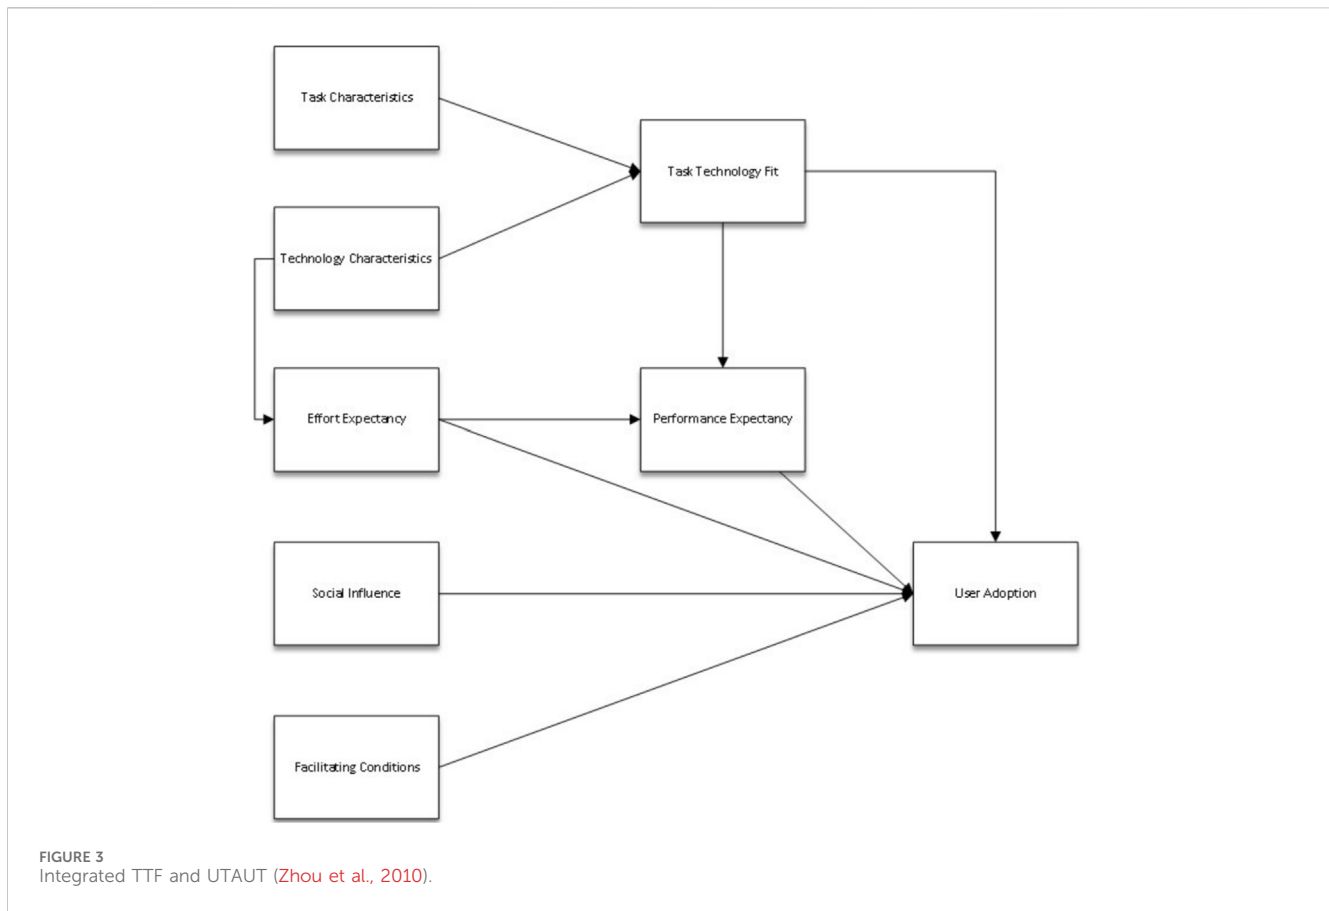 Task Characteristics
Task Technology Fit
Technology Characteristics
Effort Expectancy
Performance Expectancy
Social Influence
User Adoption
Facilitating Conditions
FIGURE 3
Integrated TTF and UTAUT (Zhou et al., 2010).